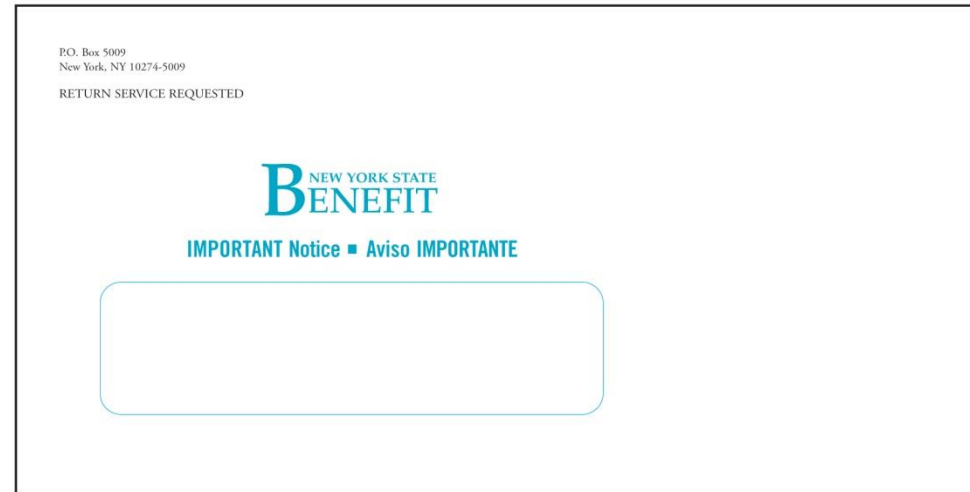 P.O. Box 5009
New York, NY 10274-5009
RETURN SERVICE REQUESTED
NEW YORK STATE
BENEFIT
IMPORTANT Notice ▪ Aviso IMPORTANTE